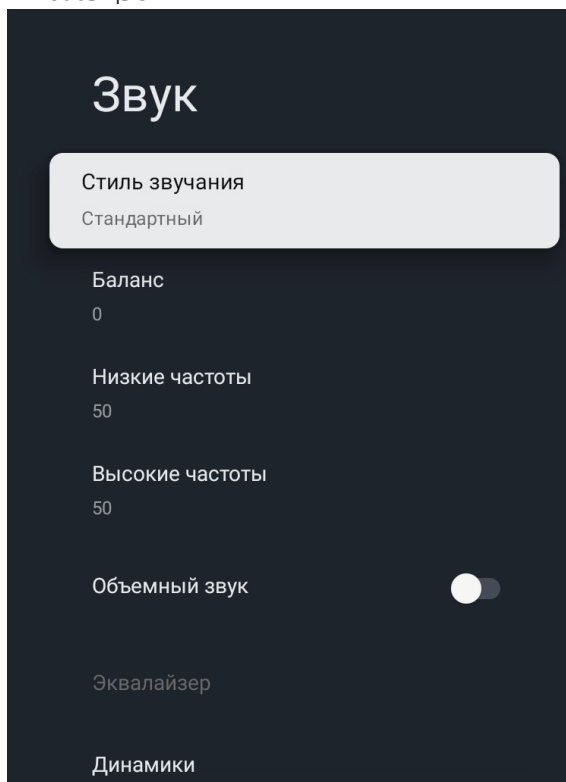 Звук
Стиль звучания
Стандартный
Баланс
0
Низкие частоты
50
Высокие частоты
50
Объемный звук
Эквалайзер
Динамики